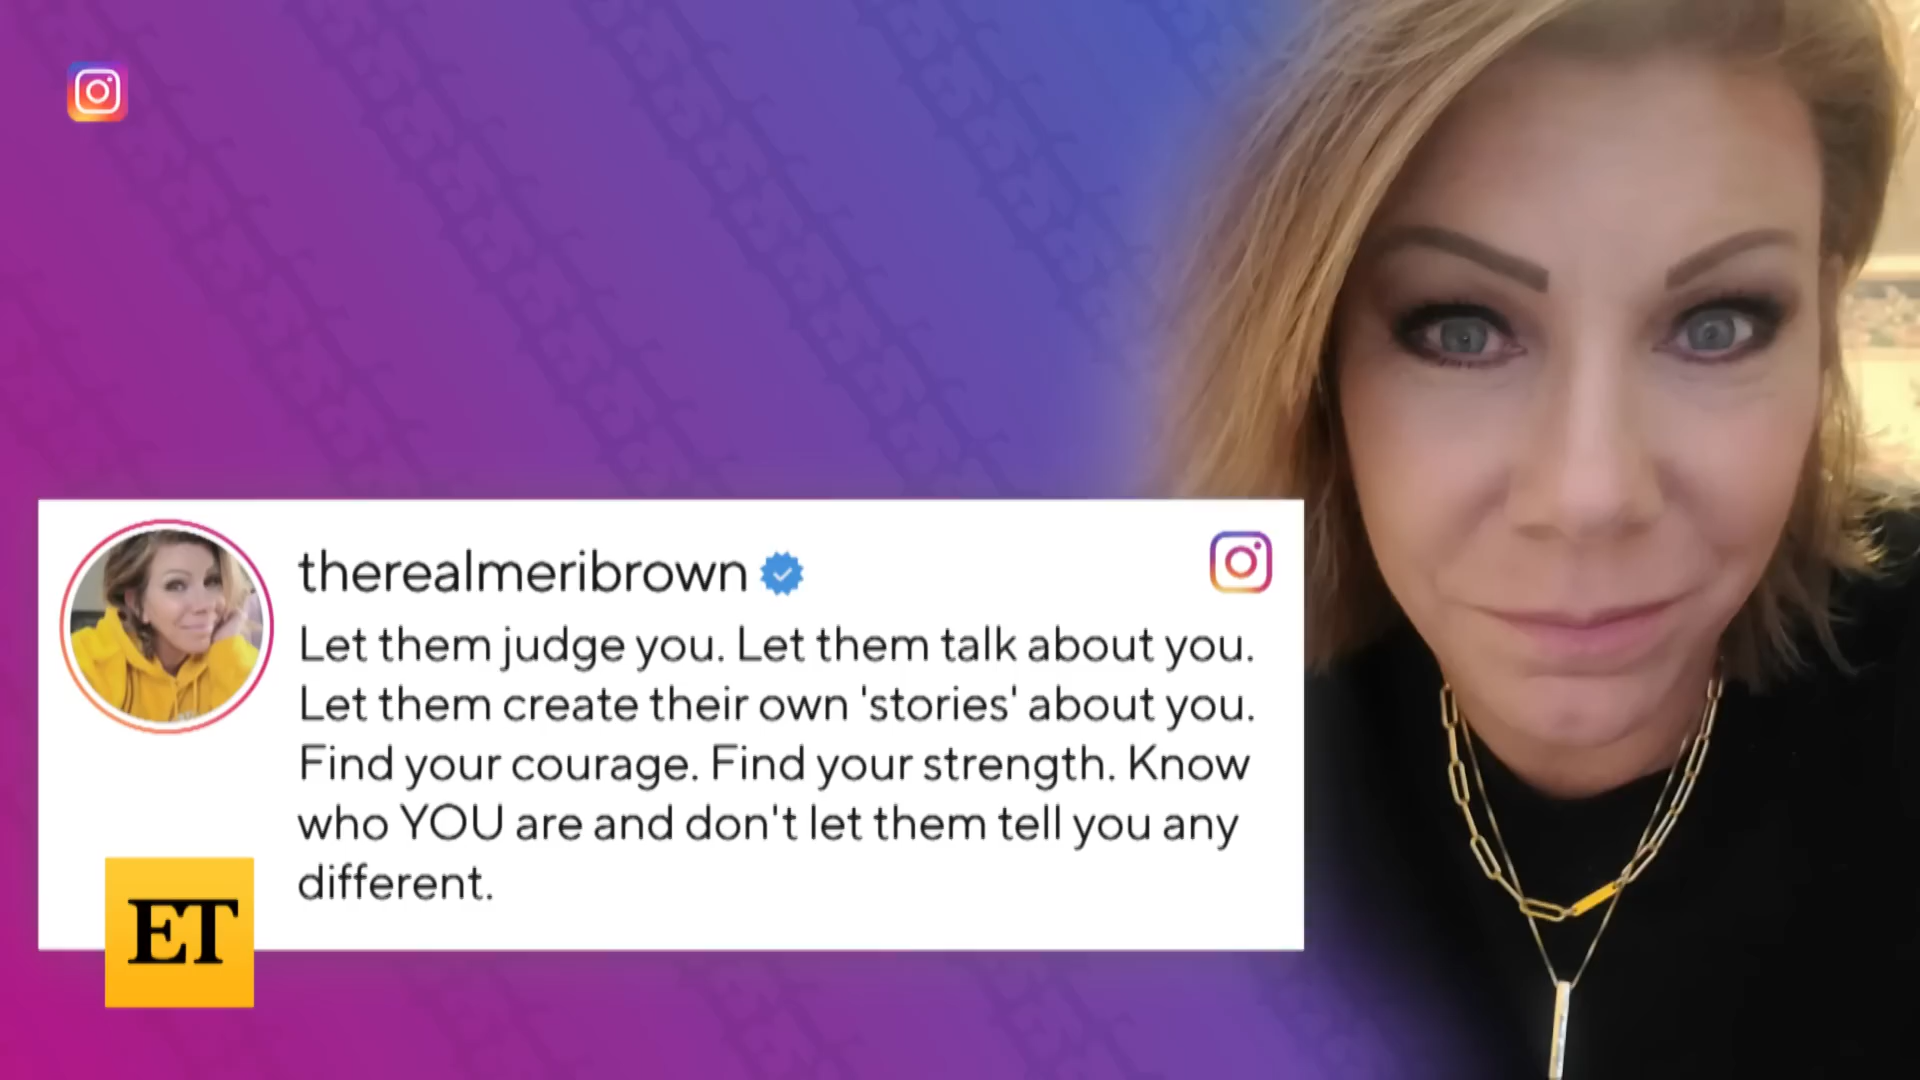 therealmeribrown
Let them judge you. Let them talk about you.
Let them create their own 'stories' about you.
Find your courage. Find your strength. Know
who YOU are and don't let them tell you any
different.
ET